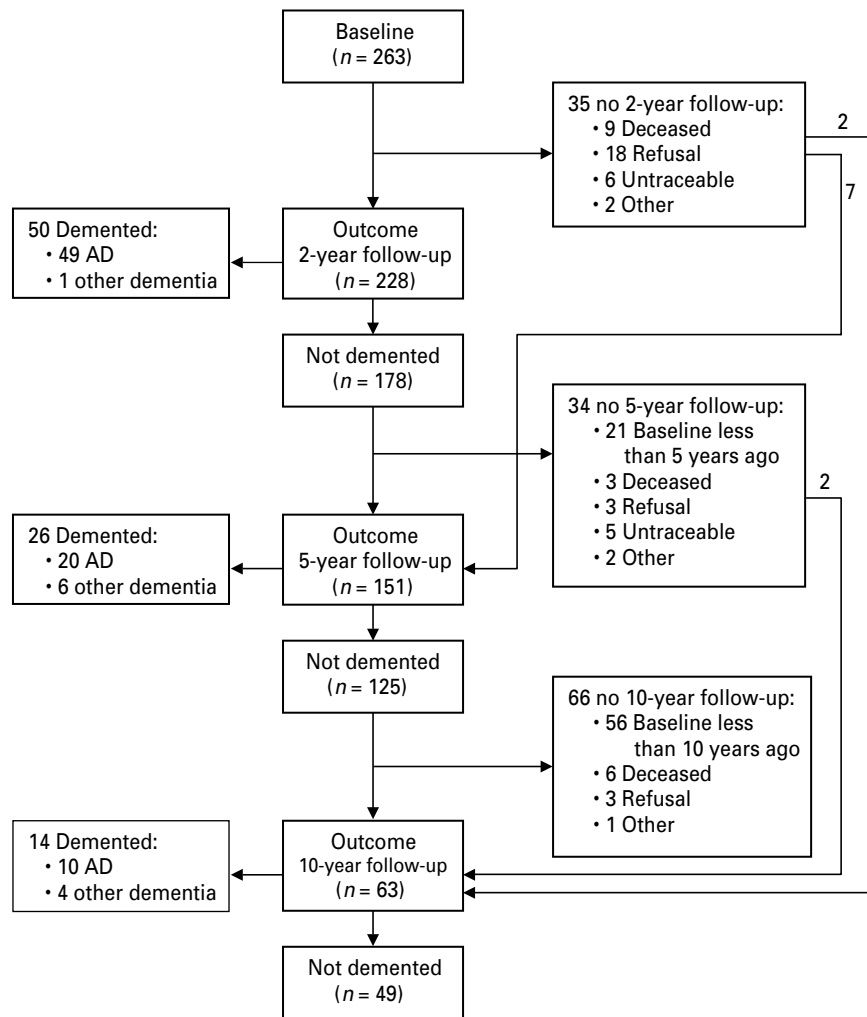 Baseline
(n = 263)
35 no 2-year follow-up:
• 9 Deceased
• 18 Refusal
• 6 Untraceable
• 2 Other
2
7
50 Demented:
• 49 AD
• 1 other dementia
Outcome
2-year follow-up
(n = 228)
Not demented
(n = 178)
34 no 5-year follow-up:
• 21 Baseline less
than 5 years ago
• 3 Deceased
• 3 Refusal
• 5 Untraceable
• 2 Other
2
26 Demented:
• 20 AD
• 6 other dementia
Outcome
5-year follow-up
(n = 151)
Not demented
(n = 125)
66 no 10-year follow-up:
• 56 Baseline less
than 10 years ago
• 6 Deceased
• 3 Refusal
• 1 Other
14 Demented:
• 10 AD
• 4 other dementia
Outcome
10-year follow-up
(n = 63)
Not demented
(n = 49)